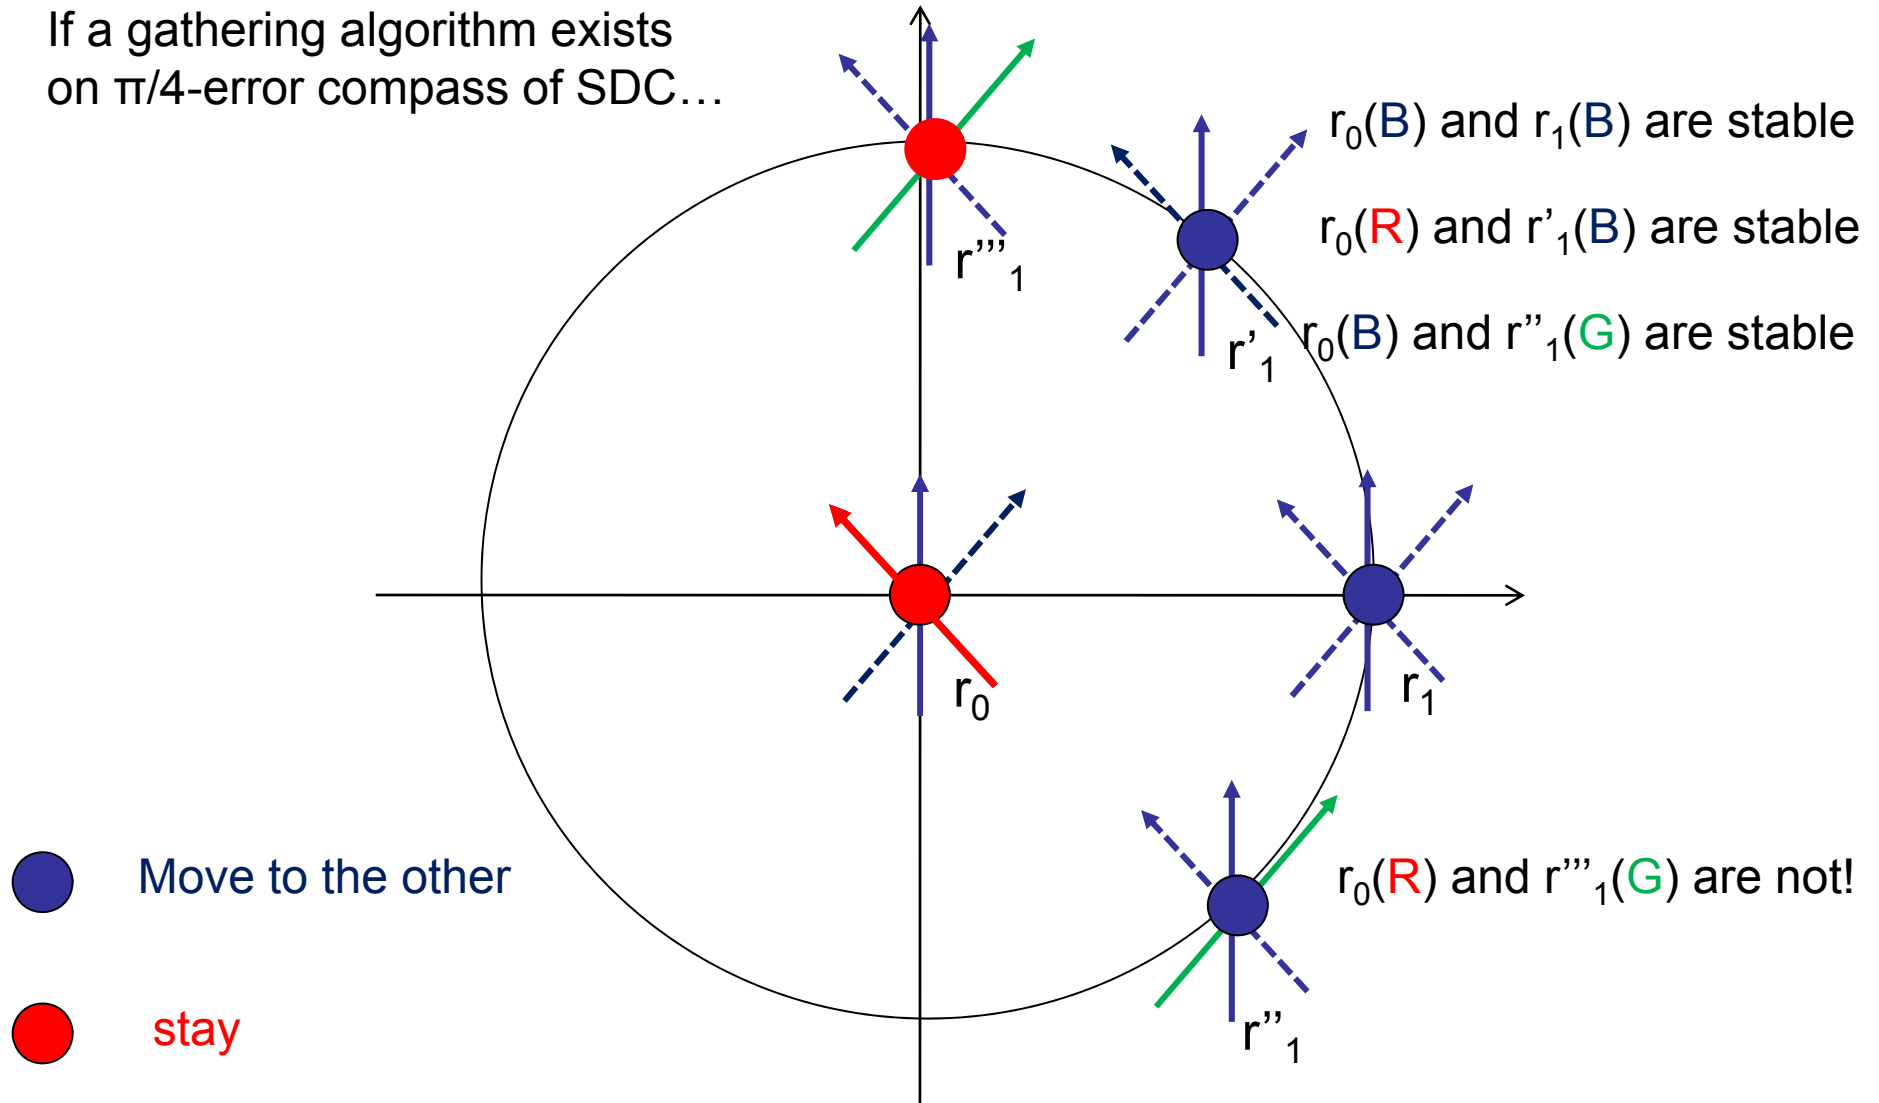 If a gathering algorithm exists
on π/4-error compass of SDC…
r0(B) and r1(B) are stable
r0(R) and r’1(B) are stable
r’’’1
r0(B) and r’’1(G) are stable
r’1
r0
r1
Move to the other
r0(R) and r’’’1(G) are not!
stay
r’’1